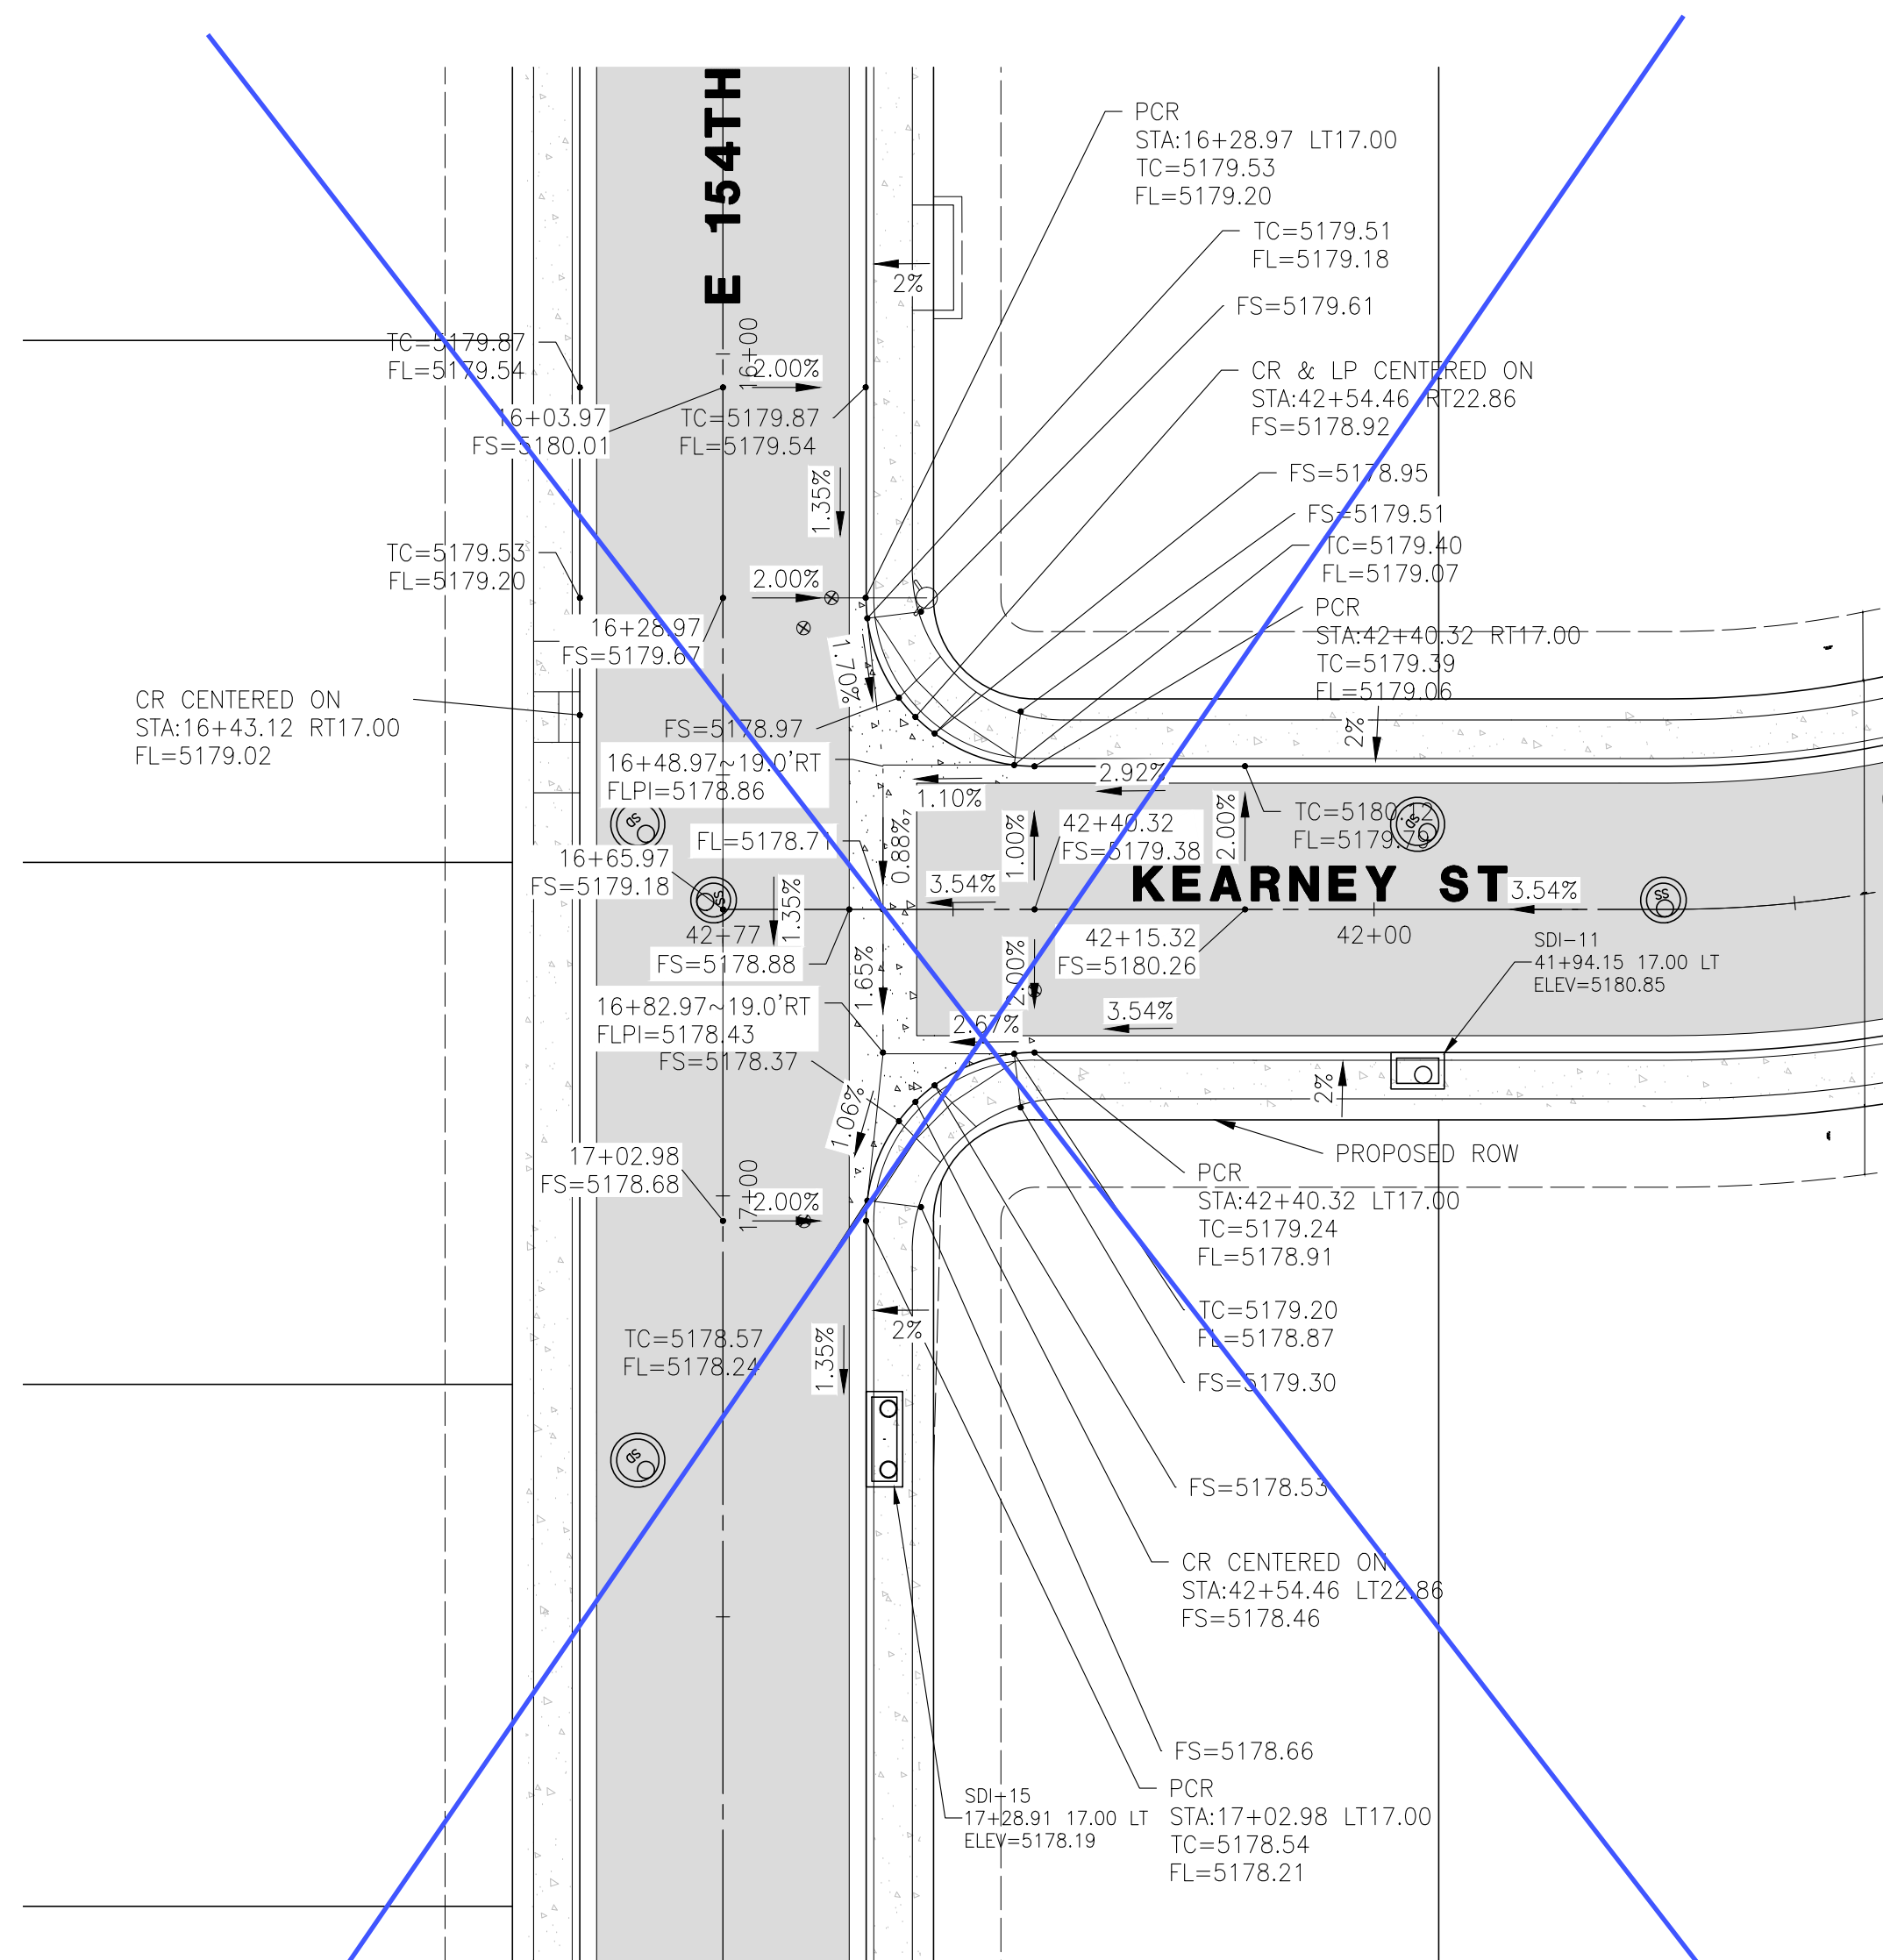 E 154TH
PCR
STA:16+28.97 LT17.00
TC=5179.53
FL=5179.20
TC=5179.51
FL=5179.18
2%
FS=5179.61
16+00
TC=5179.87
FL=5179.54
2.00%
CR & LP CENTERED ON
STA:42+54.46 RT22.86
FS=5178.92
16+03.97
FS=5180.01
TC=5179.87
FL=5179.54
FS=5178.95
1.35%
FS=5179.51
TC=5179.40
FL=5179.07
TC=5179.53
FL=5179.20
2.00%
PCR
STA:42+40.32 RT17.00
TC=5179.39
FL=5179.06
16+28.97
FS=5179.67
1.70%
CR CENTERED ON
STA:16+43.12 RT17.00
FL=5179.02
FS=5178.97
2%
16+48.97~19.0'RT
FLPI=5178.86
2.92%
1.10%
TC=5180.12
FL=5179.79
SD
SD
42+40.32
FS=5179.38
1.00%
2.00%
FL=5178.71
0.88%
16+65.97
FS=5179.18
KEARNEY ST
3.54%
3.54%
SS
SS
1.35%
42+77
42+00
42+15.32
FS=5180.26
SDI-11
41+94.15 17.00 LT
ELEV=5180.85
FS=5178.88
1.65%
2.00%
16+82.97~19.0'RT
FLPI=5178.43
3.54%
2.67%
FS=5178.37
2%
1.06%
PROPOSED ROW
17+02.98
FS=5178.68
17+00
2.00%
PCR
STA:42+40.32 LT17.00
TC=5179.24
FL=5178.91
TC=5179.20
FL=5178.87
2%
TC=5178.57
FL=5178.24
1.35%
FS=5179.30
SD
FS=5178.53
CR CENTERED ON
STA:42+54.46 LT22.86
FS=5178.46
FS=5178.66
SDI-15
17+28.91 17.00 LT
ELEV=5178.19
PCR
STA:17+02.98 LT17.00
TC=5178.54
FL=5178.21